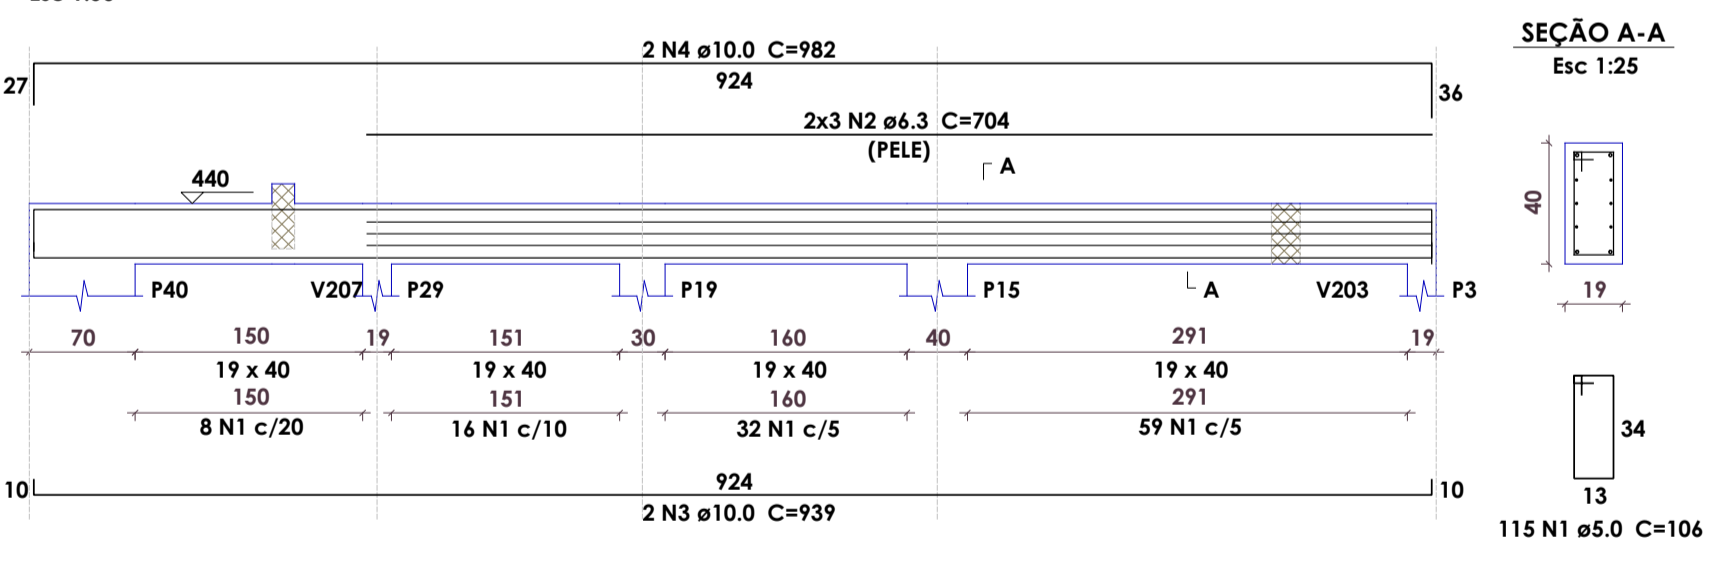 2 N4 ø10.0 C=982
27
924
36
2x3 N2 ø6.3 C=704
(PELE)
A
440
P40
V207
P29
P19
P15
A
V203
P3
70
150
19
151
30
160
40
291
19
19 x 40
19 x 40
19 x 40
19 x 40
150
151
160
291
8 N1 c/20
16 N1 c/10
32 N1 c/5
59 N1 c/5
10
924
10
2 N3 ø10.0 C=939
SEÇÃO A-A
Esc 1:25
40
19
34
13
115 N1 ø5.0 C=106